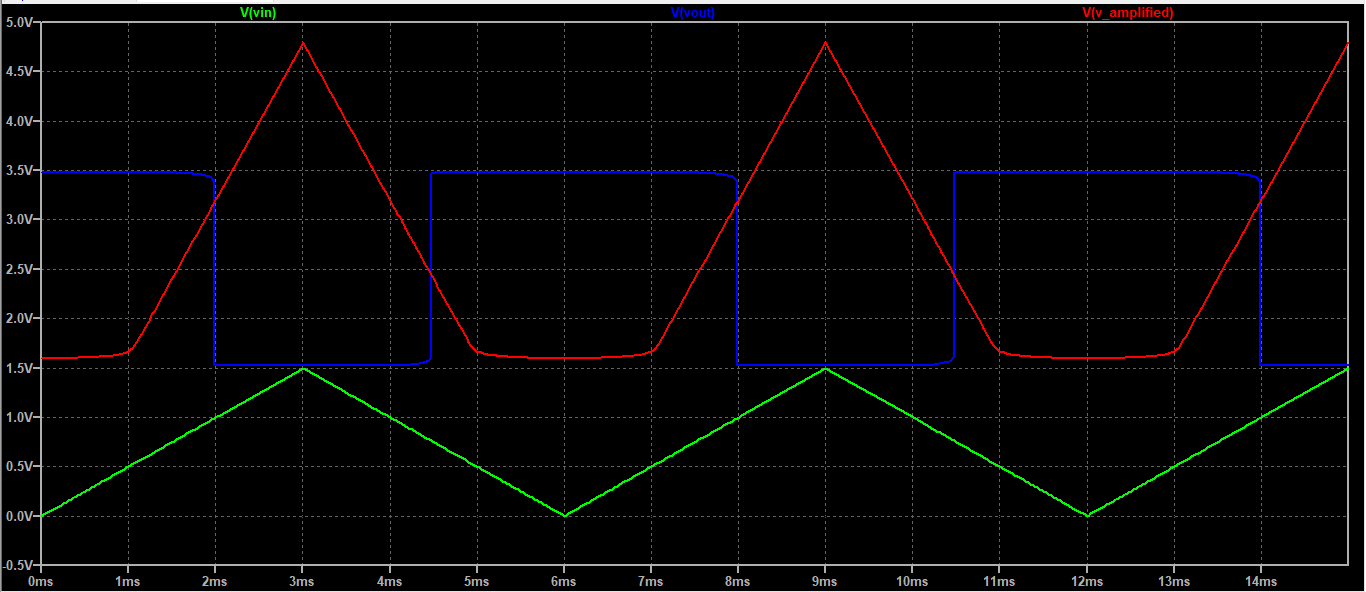 V(vin) V(vout) V(v_amplified)
5.0V
4.5V
4.0V
3.5V
3.0V
2.5V
2.0V
1.5V
1.0V
0.5V
0.0V
-0.5V
0ms 1ms 2ms 3ms 4ms 5ms 6ms 7ms 8ms 9ms 10ms 11ms 12ms 13ms 14ms